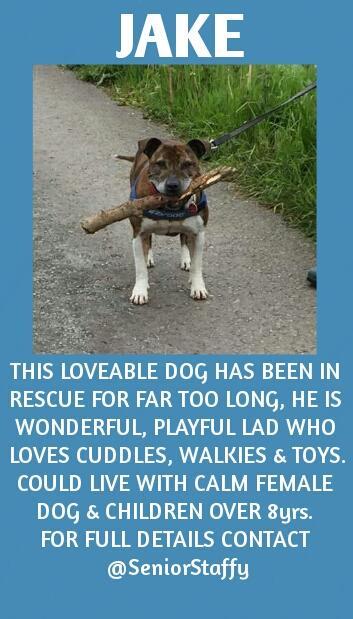 JAKE
THIS LOVEABLE DOG HAS BEEN IN
RESCUE FOR FAR TOO LONG, HE IS
WONDERFUL, PLAYFUL LAD WHO
LOVES CUDDLES, WALKIES & TOYS.
COULD LIVE WITH CALM FEMALE
DOG & CHILDREN OVER 8yrs.
FOR FULL DETAILS CONTACT
@SeniorStaffy